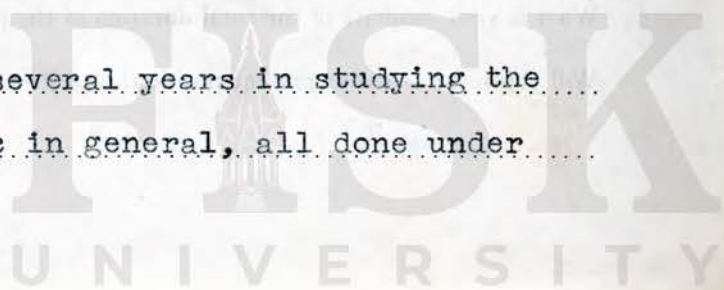 several years in studying the
in general, all done under
FISK
UNIVERSITY